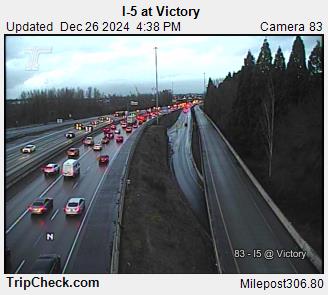 I-5 at Victory
Updated  Dec 26 2024  4:38 PM
Camera 83
N
83 - I5 @ Victory
TripCheck.com
Milepost306.80